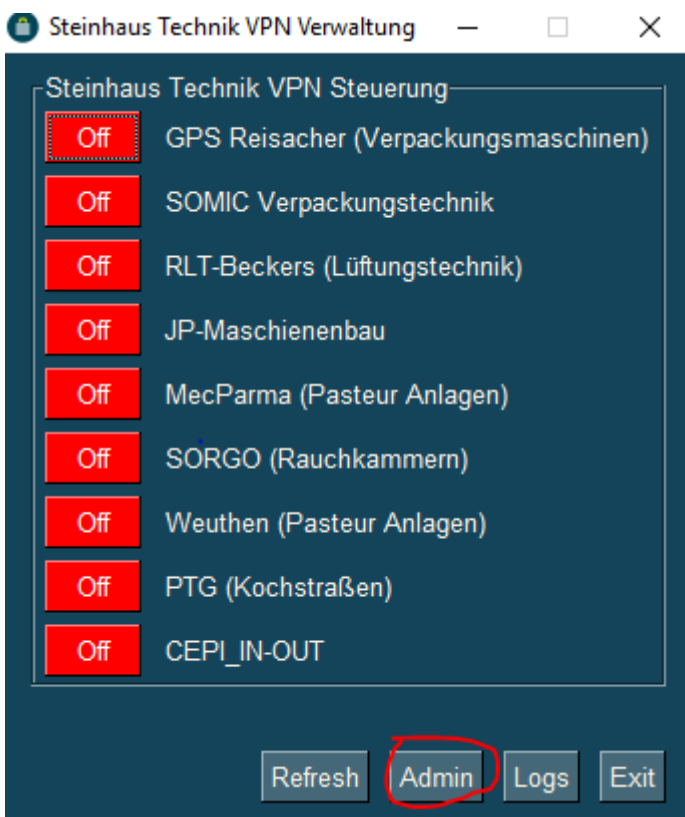 Steinhaus Technik VPN Verwaltung
Steinhaus Technik VPN Steuerung
Off GPS Reisacher (Verpackungsmaschinen)
Off SOMIC Verpackungstechnik
Off RLT-Beckers (Lüftungstechnik)
Off JP-Maschienenbau
Off MecParma (Pasteur Anlagen)
Off SORGO (Rauchkammern)
Off Weuthen (Pasteur Anlagen)
Off PTG (Kochstraßen)
Off CEPI_IN-OUT
Refresh Admin Logs Exit